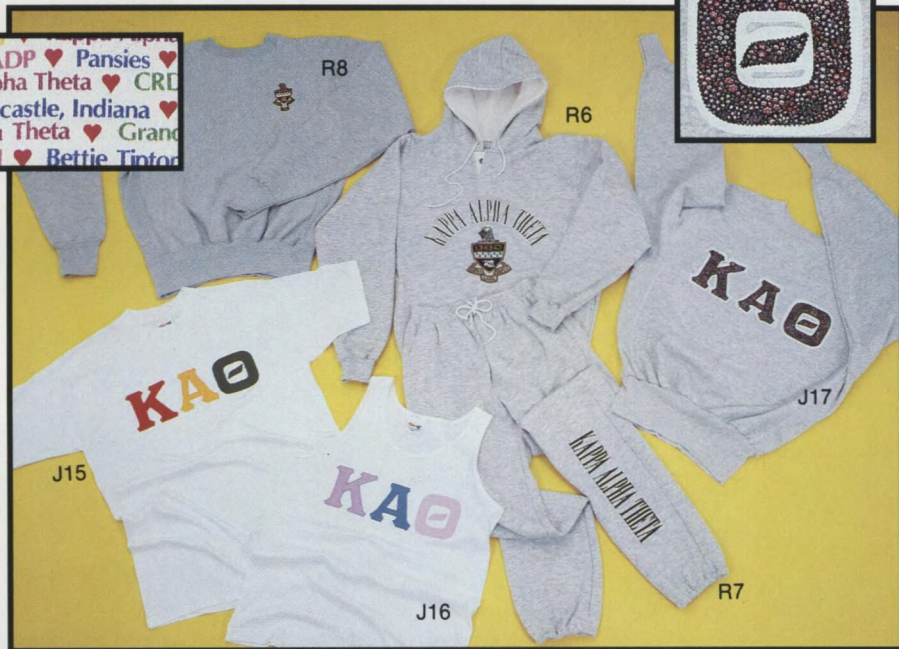 ADP ♥ Pansies ♥
ha Theta ♥ CRD
castle, Indiana ♥
Theta ♥ Grand
♥ Bettie Tipton
R8
R6
KAPPA ALPHA THETA
ΚΑΘ
J17
ΚΑΘ
J15
ΚΑΘ
J16
KAPPA ALPHA THETA
R7
Θ